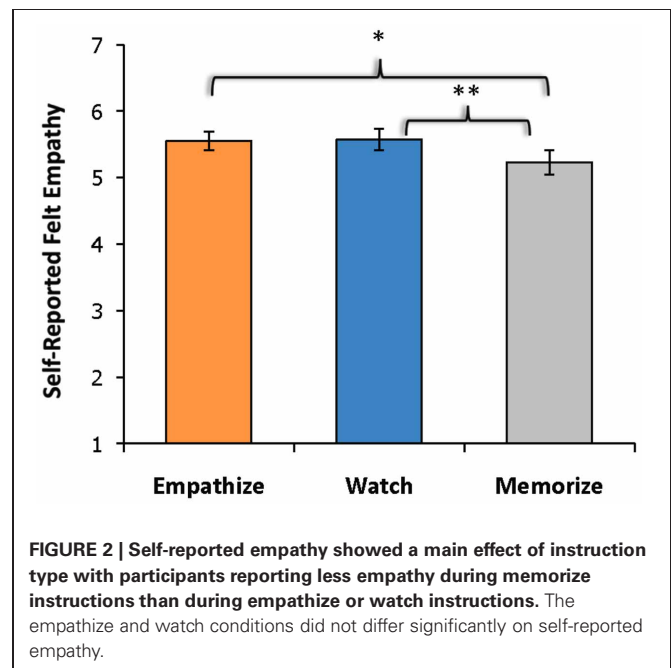 7
*
6
**
5
4
3
2
1
Self-Reported Felt Empathy
Empathize Watch Memorize
FIGURE 2 | Self-reported empathy showed a main effect of instruction
type with participants reporting less empathy during memorize
instructions than during empathize or watch instructions. The
empathize and watch conditions did not differ significantly on self-reported
empathy.